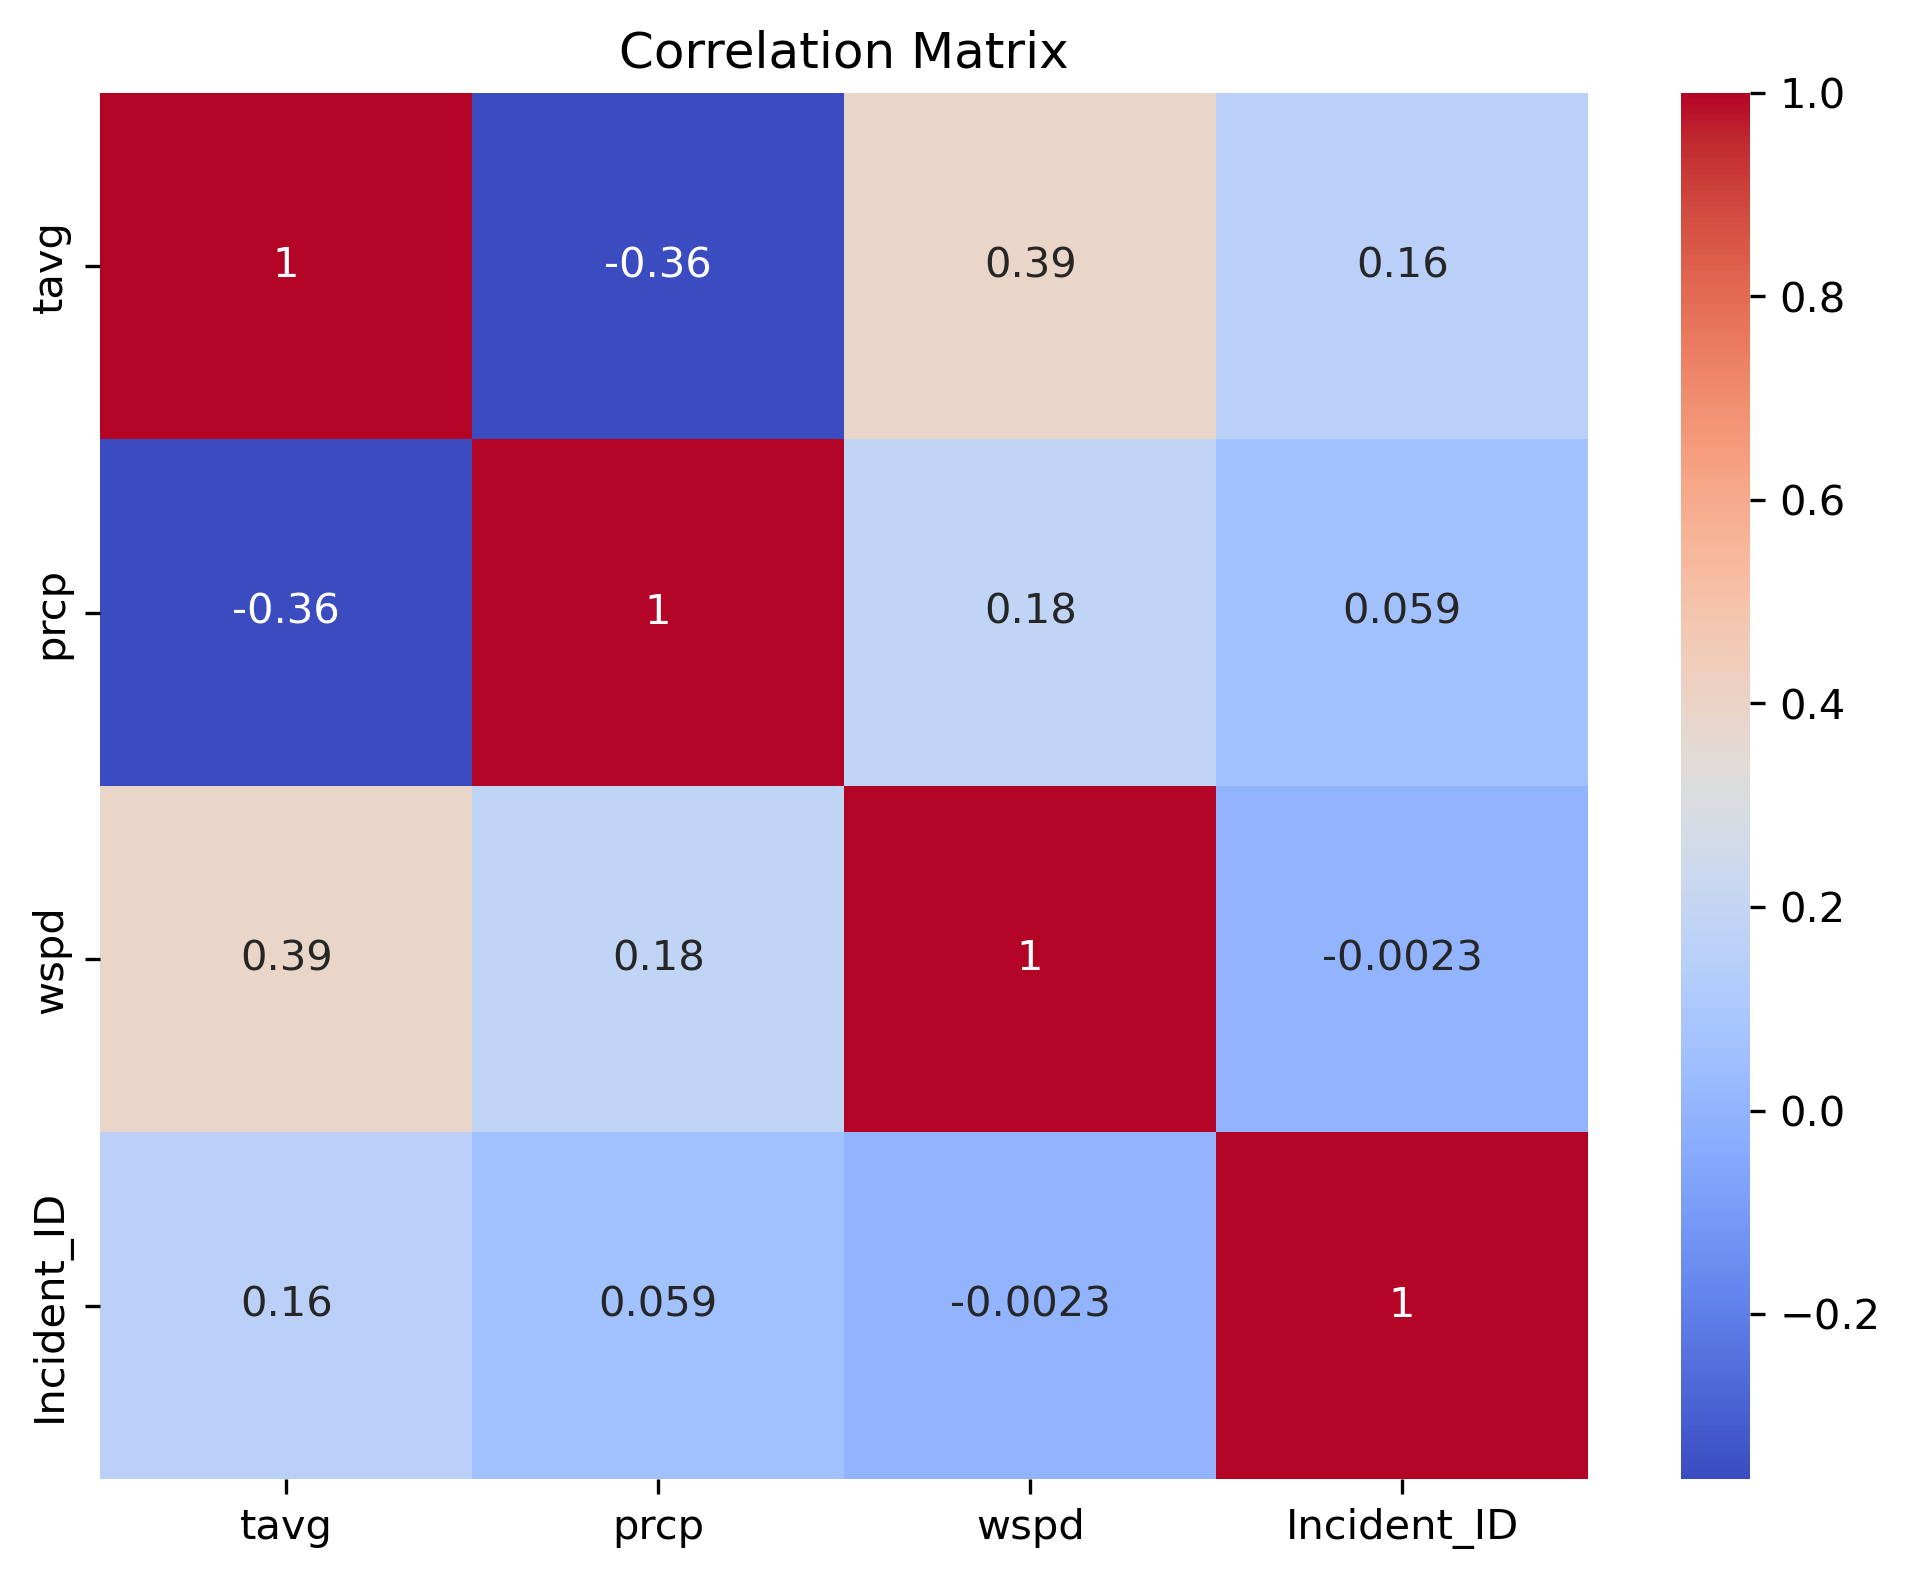 Correlation Matrix
tavg 1 -0.36 0.39 0.16
prcp -0.36 1 0.18 0.059
wspd 0.39 0.18 1 -0.0023
Incident_ID 0.16 0.059 -0.0023 1
tavg prcp wspd Incident_ID
1.0
0.8
0.6
0.4
0.2
0.0
−0.2